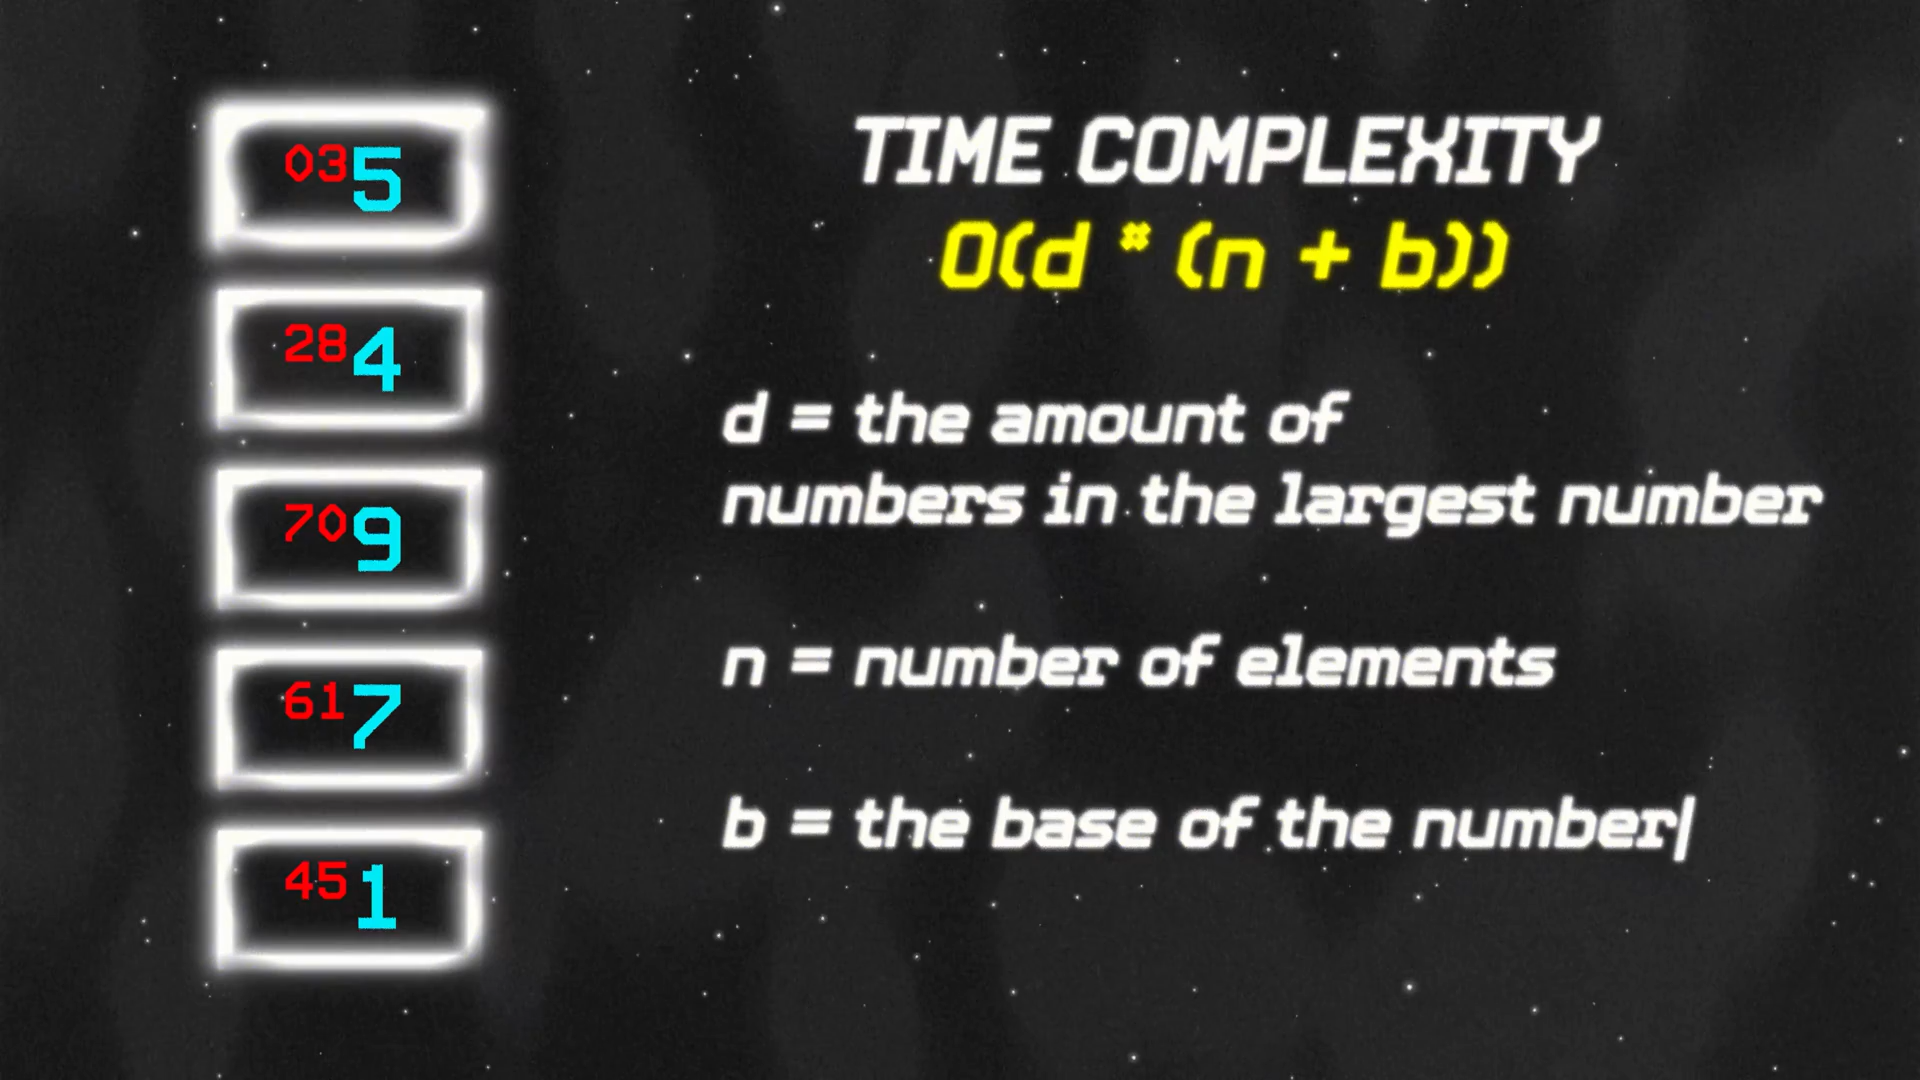 035
284
709
617
451
TIME COMPLEXITY
O(d * (n + b))
d = the amount of
numbers in the largest number
n = number of elements
b = the base of the number|